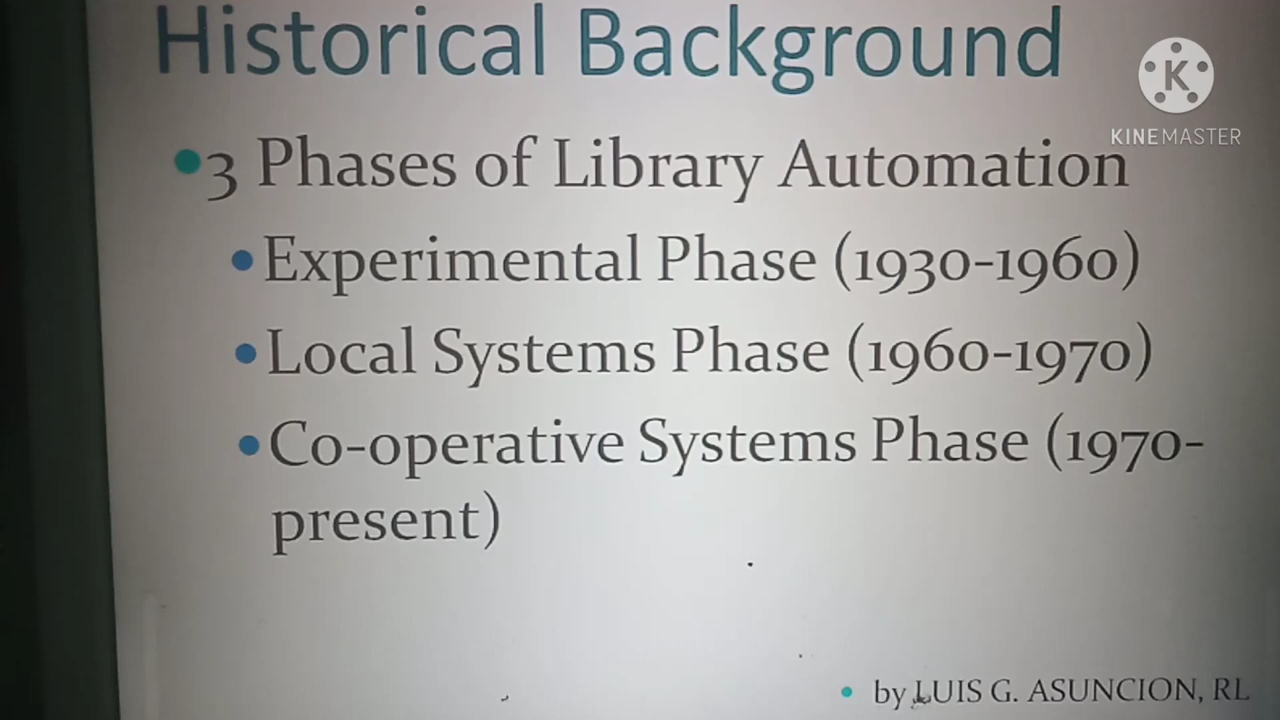 Historical Background
K
KINEMASTER
•3 Phases of Library Automation
•Experimental Phase (1930-1960)
•Local Systems Phase (1960-1970)
•Co-operative Systems Phase (1970-
present)
• by LUIS G. ASUNCION, RL